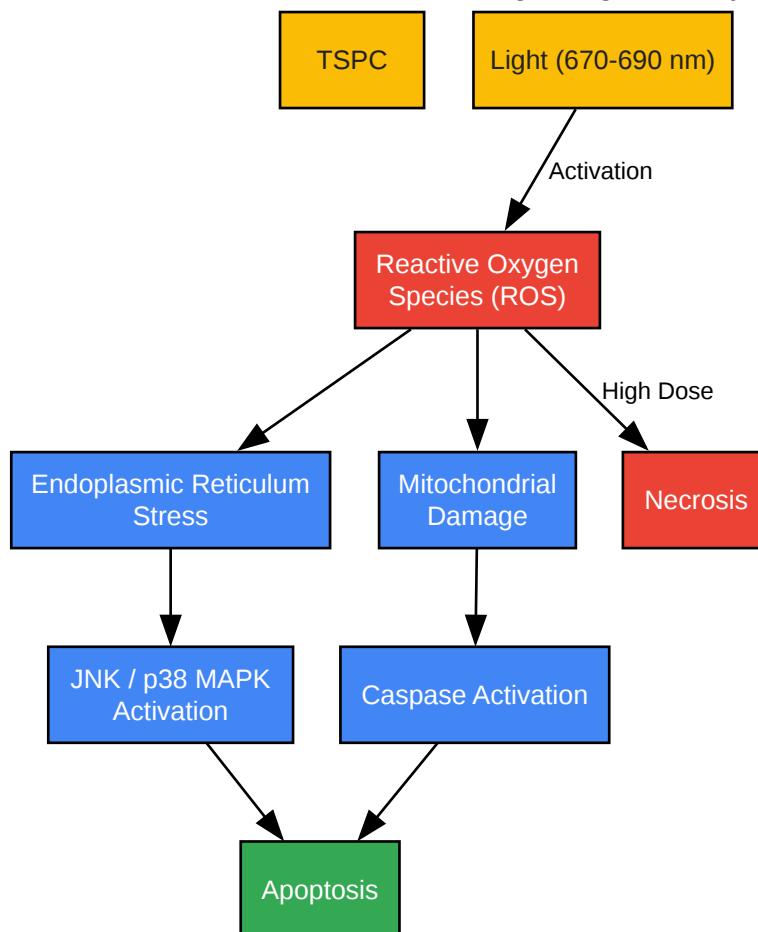 TSPC
Light (670-690 nm)
Activation
Reactive Oxygen
Species (ROS)
High Dose
Endoplasmic Reticulum
Stress
Mitochondrial
Damage
Necrosis
JNK / p38 MAPK
Activation
Caspase Activation
Apoptosis